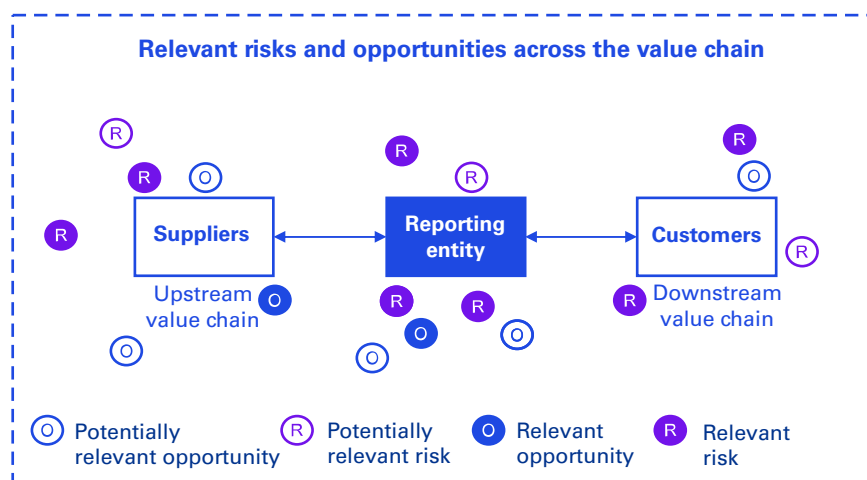 Relevant risks and opportunities across the value chain
R
R
R
O
R
R
R
O
R
Suppliers
Reporting
entity
Customers
R
Upstream
value chain
O
R
R
R
Downstream
value chain
O
O
O
O
O Potentially
relevant opportunity
R Potentially
relevant risk
O Relevant
opportunity
R Relevant
risk